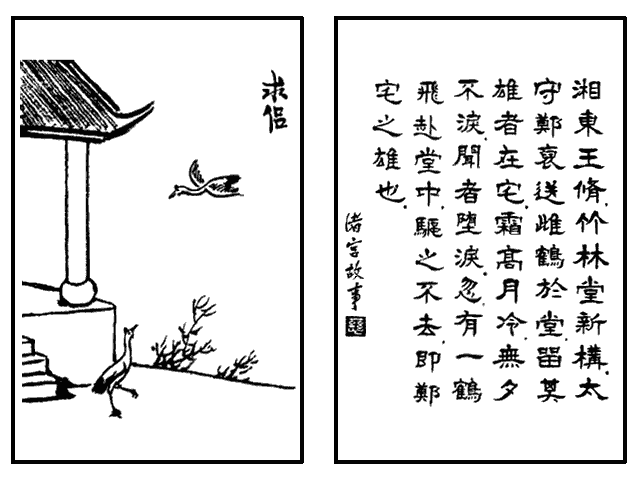 求侶
湘東王脩.竹林堂新構.太
守鄭裒送雌鶴於堂.留其
雄者在宅.霜高月冷.無夕
不淚.聞者堕淚.忽有一鶴
飛赴堂中.驅之不去.即鄭
宅之雄也.
渚宮故事